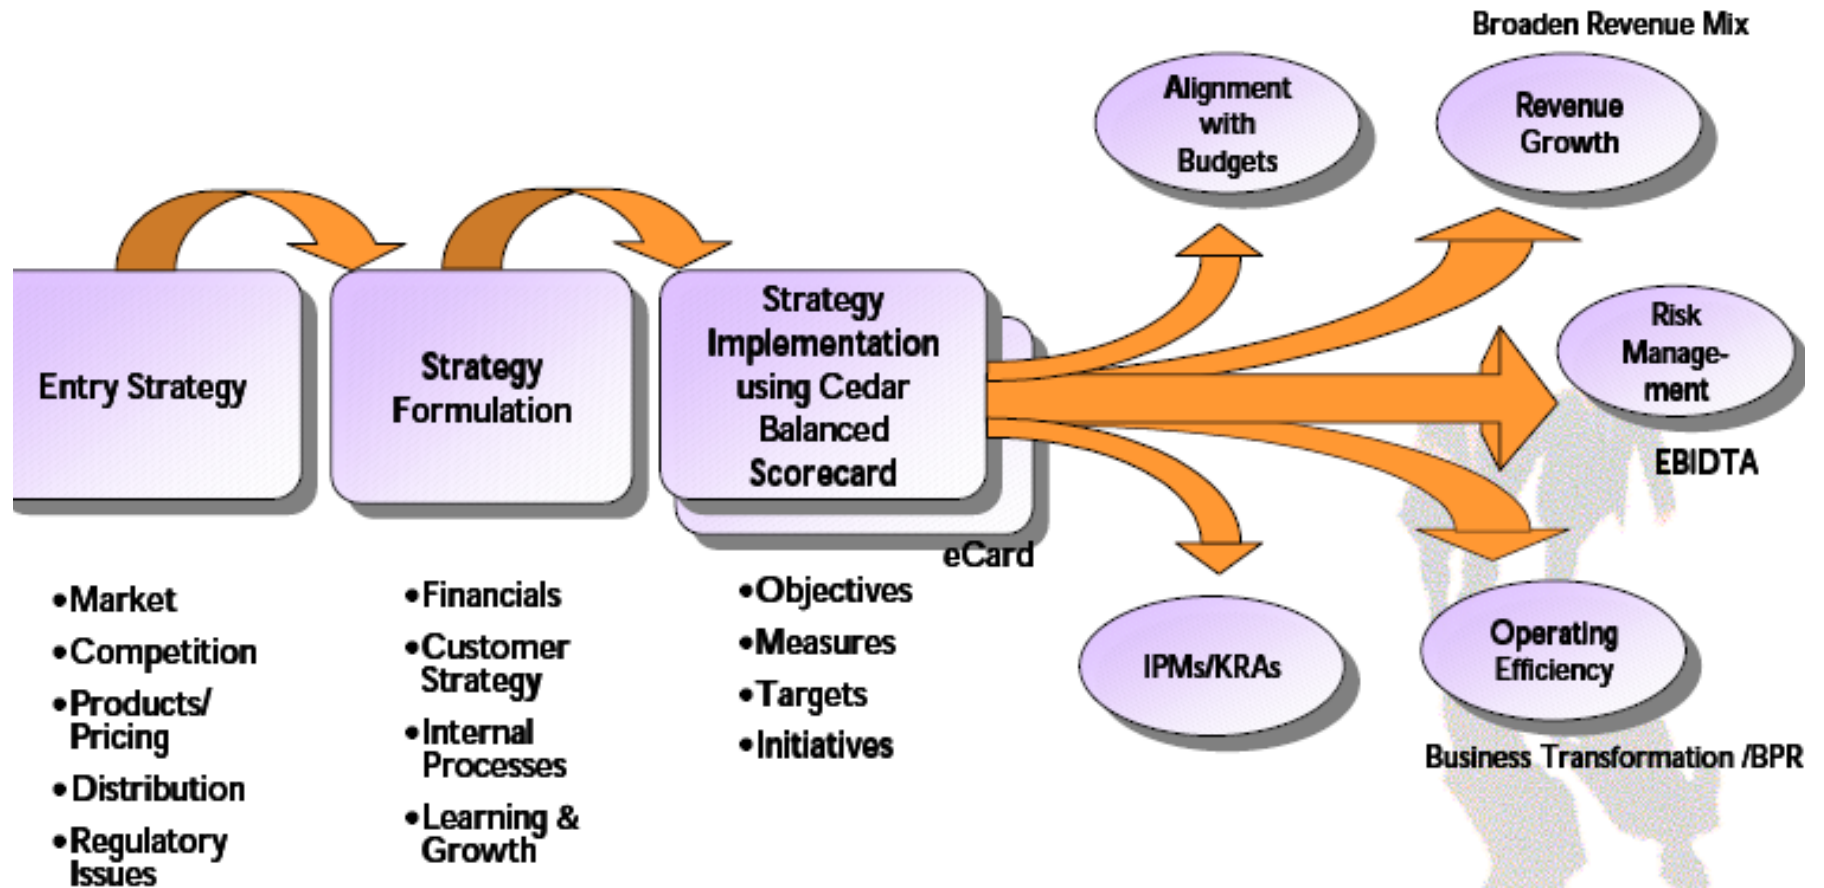 Broaden Revenue Mix
Alignment
with
Budgets
Revenue
Growth
Entry Strategy
Strategy
Formulation
Strategy
Implementation
using Cedar
Balanced
Scorecard
eCard
Risk
Manage-
ment
EBIDTA
•Market
•Competition
•Products/
Pricing
•Distribution
•Regulatory
Issues
•Financials
•Customer
Strategy
•Internal
Processes
•Learning &
Growth
•Objectives
•Measures
•Targets
•Initiatives
IPMs/KRAs
Operating
Efficiency
Business Transformation /BPR